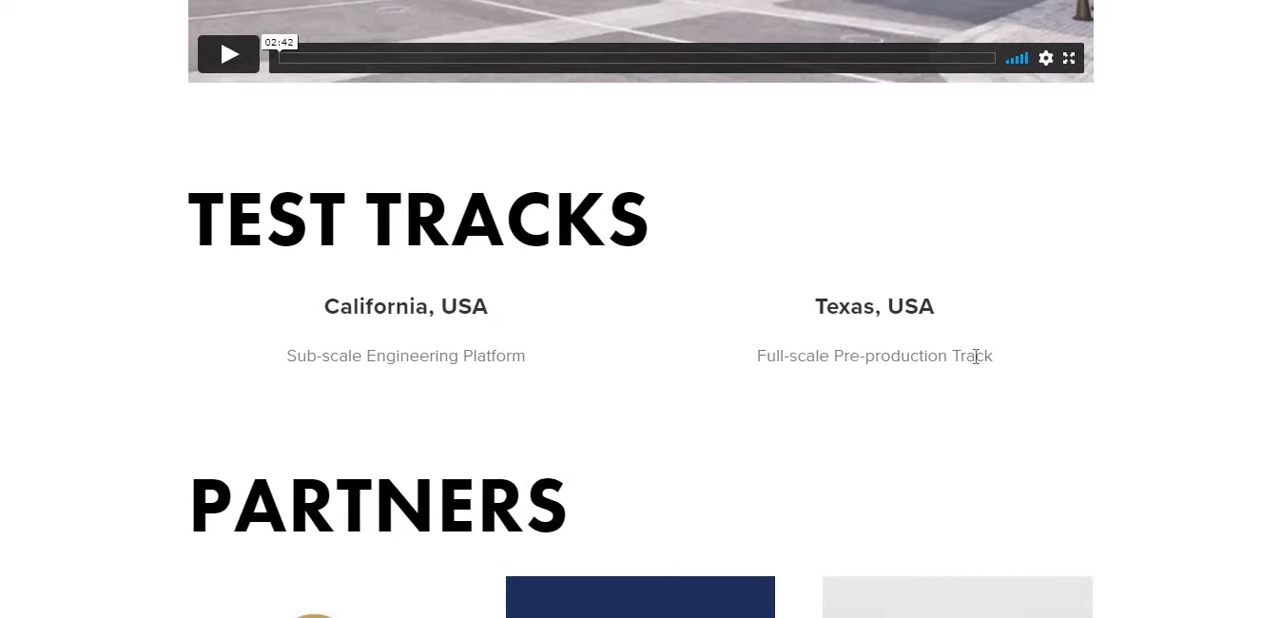 02:42
TEST TRACKS
California, USA
Texas, USA
Sub-scale Engineering Platform
Full-scale Pre-production Track
PARTNERS